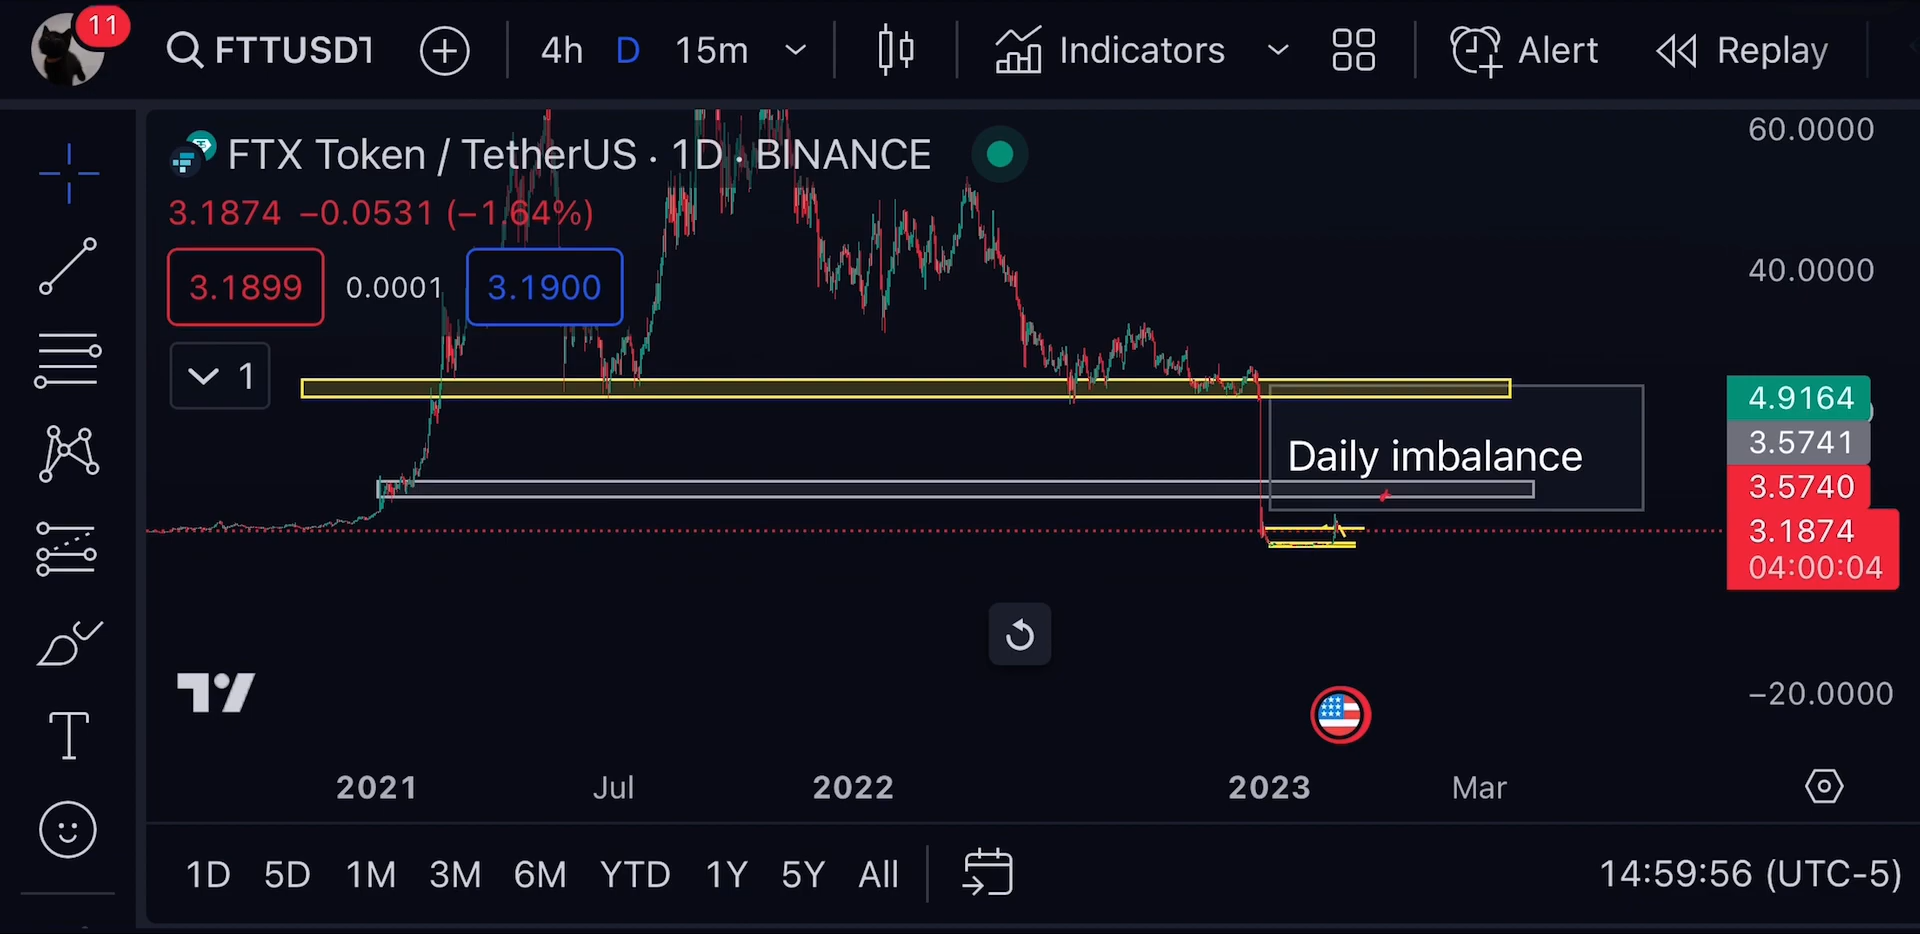 11
FTTUSDT
4h D 15m
Indicators
Alert
Replay
FTX Token / TetherUS · 1D · BINANCE
3.1874 −0.0531 (−1.64%)
3.1899 0.0001 3.1900
1
Daily imbalance
60.0000
40.0000
4.9164
3.5741
3.5740
3.1874
04:00:04
−20.0000
2021 Jul 2022 2023 Mar
1D 5D 1M 3M 6M YTD 1Y 5Y All
14:59:56 (UTC-5)